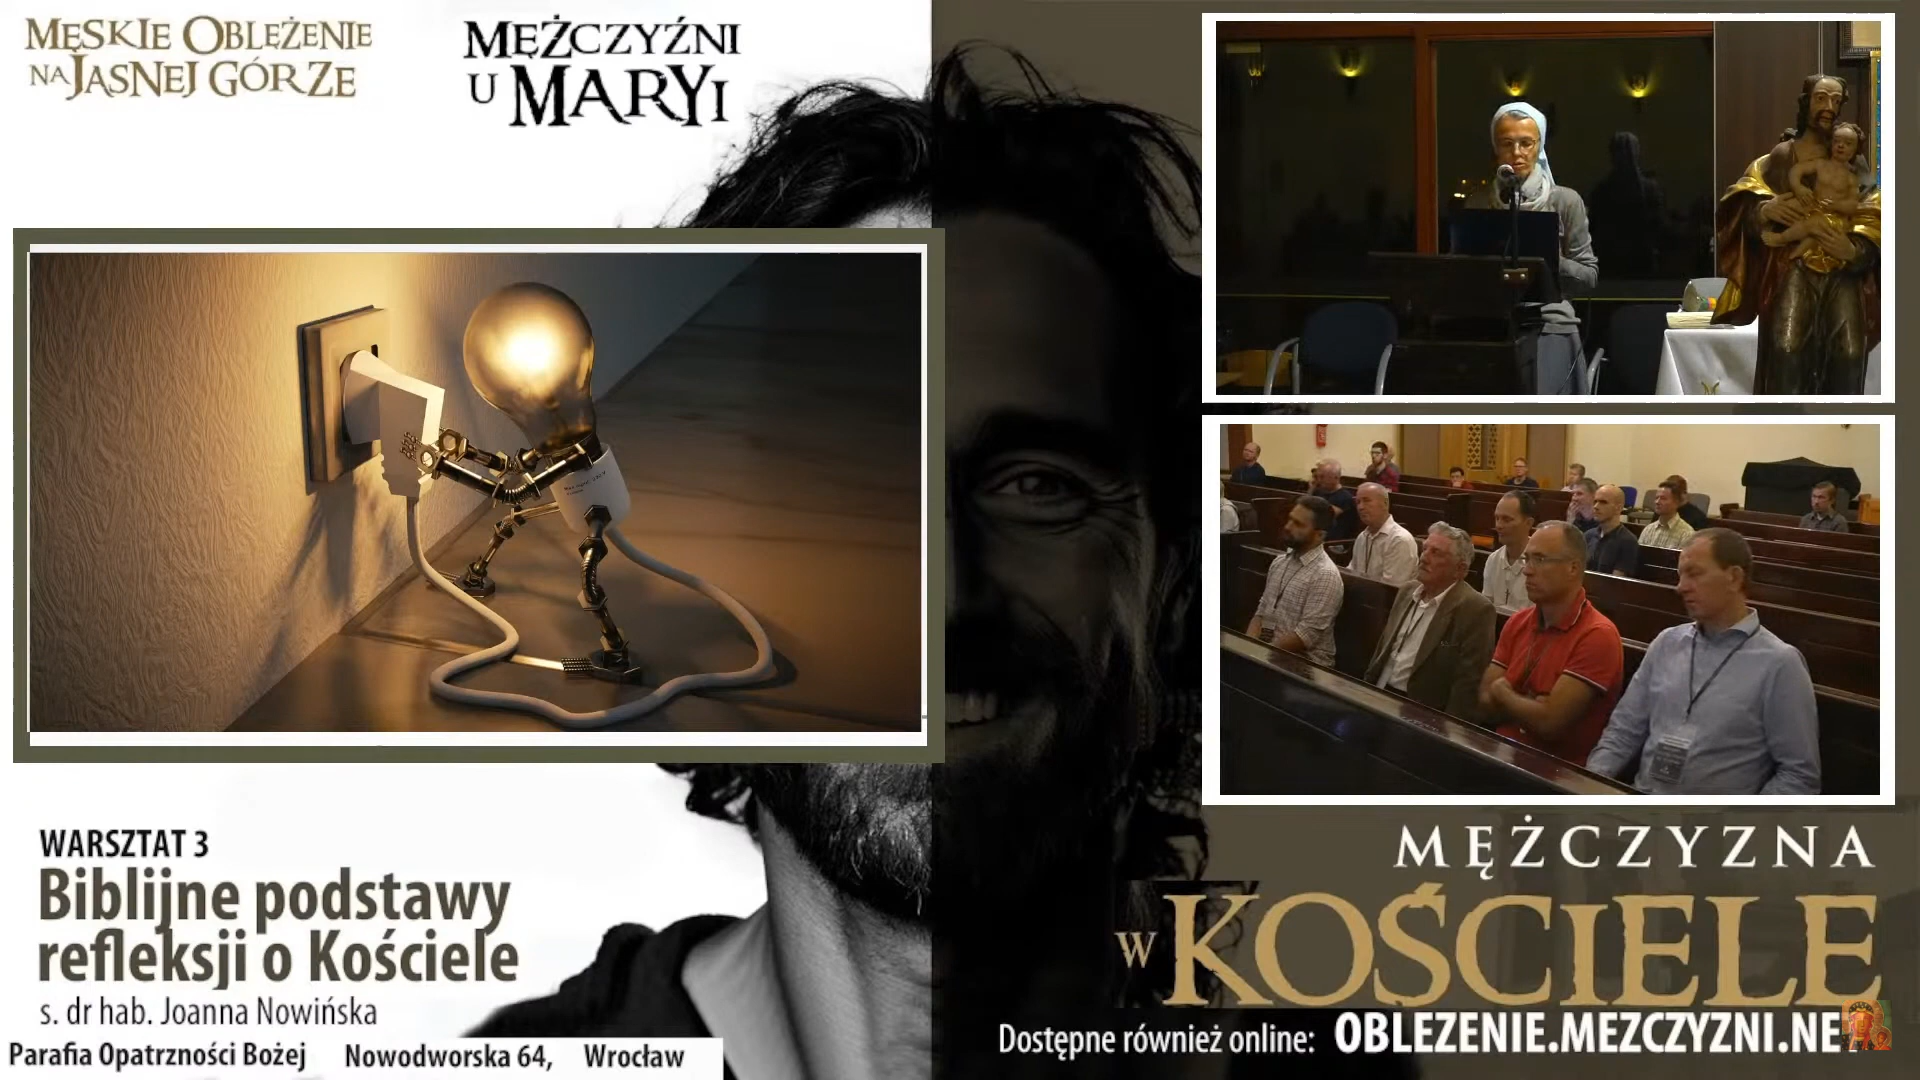 MĘSKIE OBLĘŻENIE
NA JASNEJ GÓRZE
MĘŻCZYŹNI
U MARYI
WARSZTAT 3
Biblijne podstawy
refleksji o Kościele
s. dr hab. Joanna Nowińska
Parafia Opatrzności Bożej Nowodworska 64, Wrocław
MĘŻCZYZNA
W KOŚCIELE
Dostępne również online: OBLEZENIE.MEZCZYZNI.NE